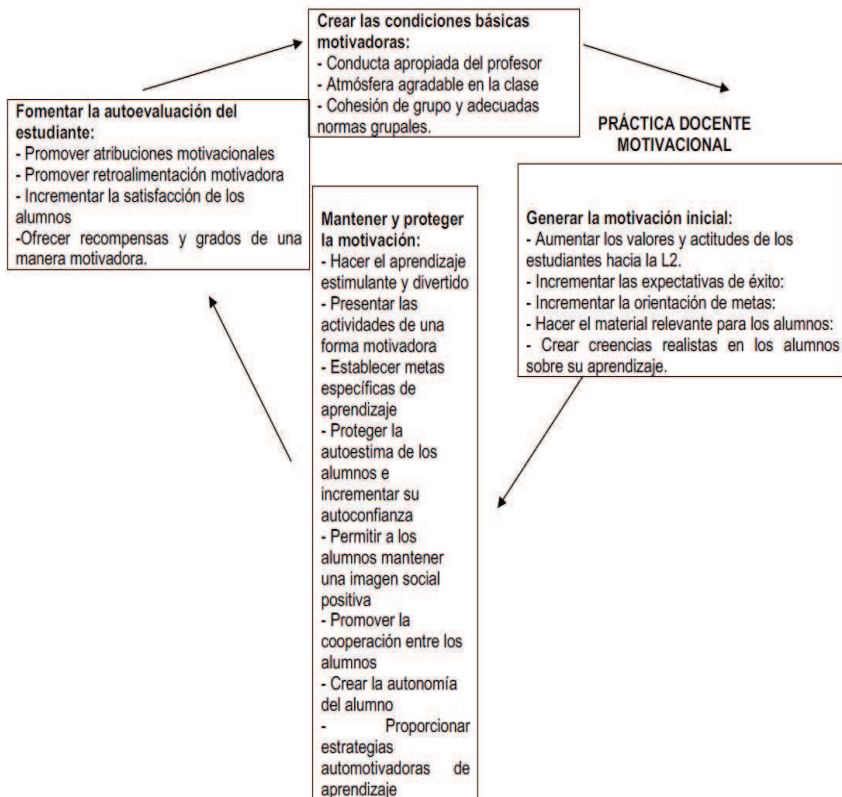 Crear las condiciones básicas
motivadoras:
- Conducta apropiada del profesor
- Atmósfera agradable en la clase
- Cohesión de grupo y adecuadas
normas grupales.
PRÁCTICA DOCENTE
MOTIVACIONAL
Generar la motivación inicial:
- Aumentar los valores y actitudes de los
estudiantes hacia la L2.
- Incrementar las expectativas de éxito:
- Incrementar la orientación de metas:
- Hacer el material relevante para los alumnos:
- Crear creencias realistas en los alumnos
sobre su aprendizaje.
Mantener y proteger
la motivación:
- Hacer el aprendizaje
estimulante y divertido
- Presentar las
actividades de una
forma motivadora
- Establecer metas
específicas de
aprendizaje
- Proteger la
autoestima de los
alumnos e
incrementar su
autoconfianza
- Permitir a los
alumnos mantener
una imagen social
positiva
- Promover la
cooperación entre los
alumnos
- Crear la autonomía
del alumno
- Proporcionar
estrategias
automotivadoras de
aprendizaje
Fomentar la autoevaluación del
estudiante:
- Promover atribuciones motivacionales
- Promover retroalimentación motivadora
- Incrementar la satisfacción de los
alumnos
-Ofrecer recompensas y grados de una
manera motivadora.